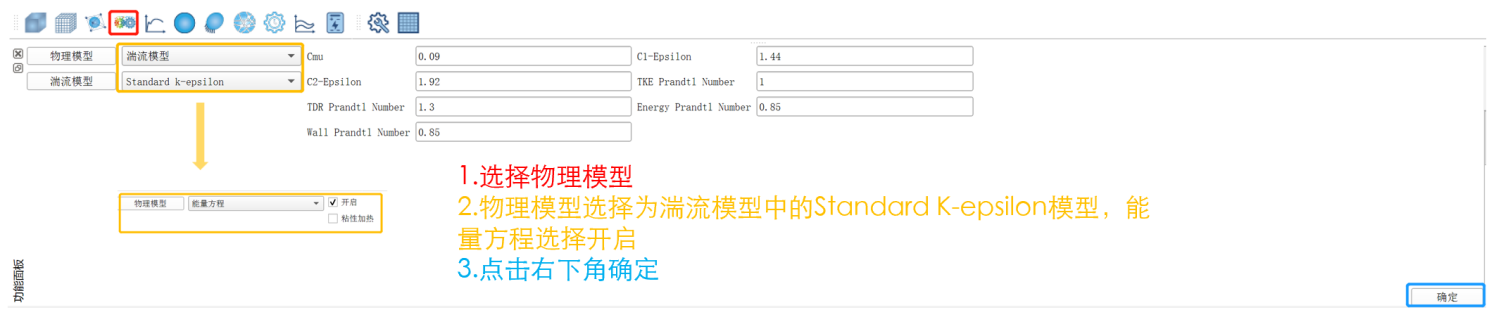 物理模型 湍流模型 Cmu 0.09 C1-Epsilon 1.44
湍流模型 Standard k-epsilon C2-Epsilon 1.92 TKE Prandtl Number 1
TDR Prandtl Number 1.3 Energy Prandtl Number 0.85
Wall Prandtl Number 0.85
物理模型 能量方程 开启
粘性加热
1.选择物理模型
2.物理模型选择为湍流模型中的Standard K-epsilon模型，能
量方程选择开启
3.点击右下角确定
功能面板
确定